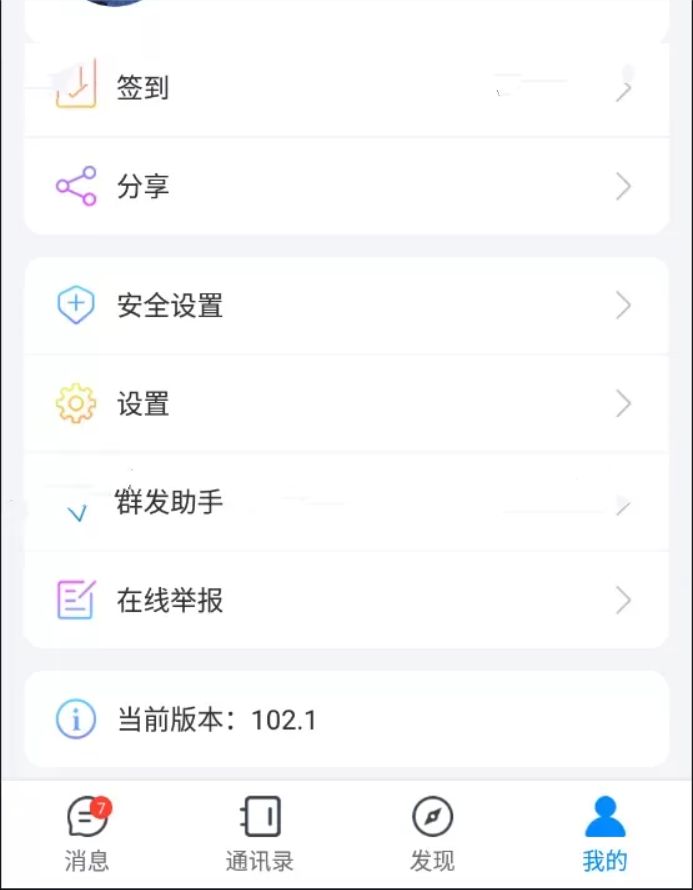 签到
分享
安全设置
设置
群发助手
在线举报
当前版本：102.1
7
消息
通讯录
发现
我的